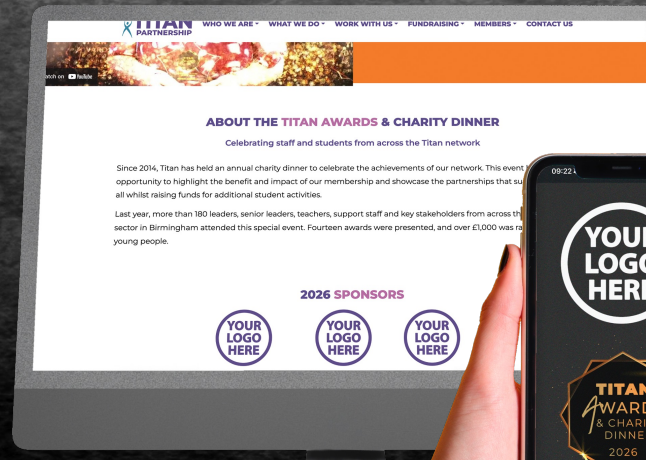 TITAN
PARTNERSHIP
WHO WE ARE WHAT WE DO WORK WITH US FUNDRAISING MEMBERS CONTACT US
atch on YouTube
ABOUT THE TITAN AWARDS & CHARITY DINNER
Celebrating staff and students from across the Titan network
Since 2014, Titan has held an annual charity dinner to celebrate the achievements of our network. This event
opportunity to highlight the benefit and impact of our membership and showcase the partnerships that su
all whilst raising funds for additional student activities.
Last year, more than 180 leaders, senior leaders, teachers, support staff and key stakeholders from across th
sector in Birmingham attended this special event. Fourteen awards were presented, and over £1,000 was ra
young people.
2026 SPONSORS
YOUR
LOGO
HERE
YOUR
LOGO
HERE
YOUR
LOGO
HERE
09:22
YOUR
LOGO
HERE
TITAN
AWARD
& CHARI
DINNE
2026